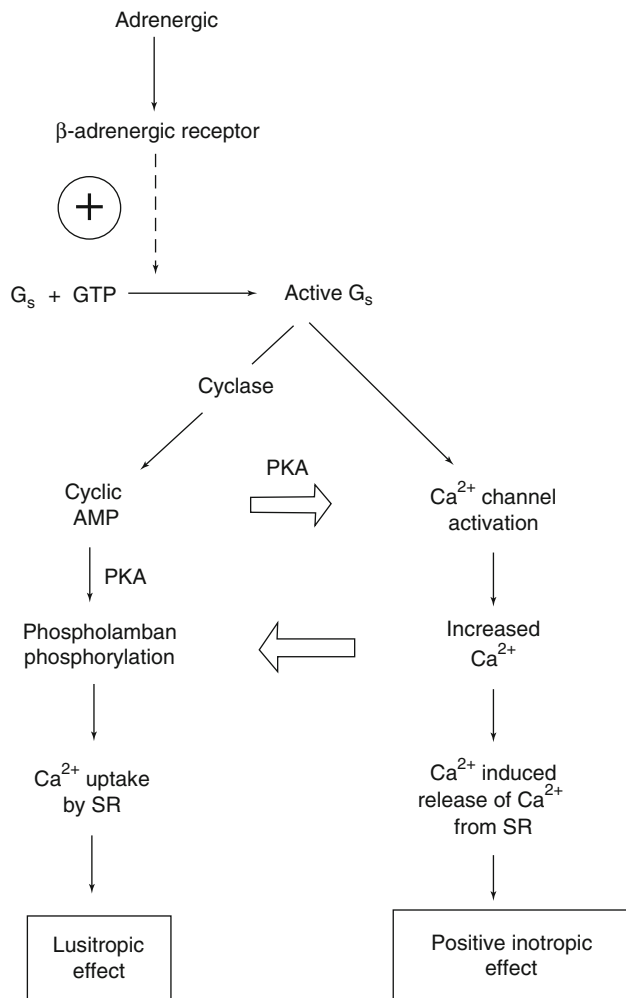 Adrenergic
β-adrenergic receptor
+
Gs + GTP
Active Gs
Cyclase
Cyclic
AMP
PKA
Ca2+ channel
activation
PKA
Phospholamban
phosphorylation
Increased
Ca2+
Ca2+ uptake
by SR
Ca2+ induced
release of Ca2+
from SR
Lusitropic
effect
Positive inotropic
effect